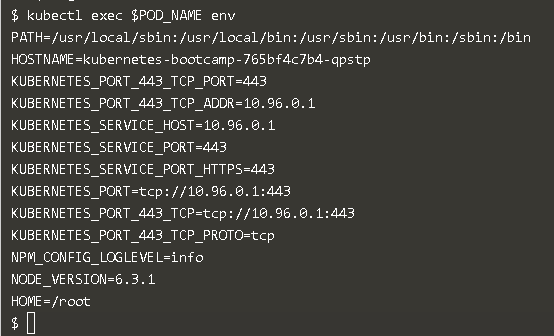 $ kubectl exec $POD_NAME env
PATH=/usr/local/sbin:/usr/local/bin:/usr/sbin:/usr/bin:/sbin:/bin
HOSTNAME=kubernetes-bootcamp-765bf4c7b4-qpstp
KUBERNETES_PORT_443_TCP_PORT=443
KUBERNETES_PORT_443_TCP_ADDR=10.96.0.1
KUBERNETES_SERVICE_HOST=10.96.0.1
KUBERNETES_SERVICE_PORT=443
KUBERNETES_SERVICE_PORT_HTTPS=443
KUBERNETES_PORT=tcp://10.96.0.1:443
KUBERNETES_PORT_443_TCP=tcp://10.96.0.1:443
KUBERNETES_PORT_443_TCP_PROTO=tcp
NPM_CONFIG_LOGLEVEL=info
NODE_VERSION=6.3.1
HOME=/root
$